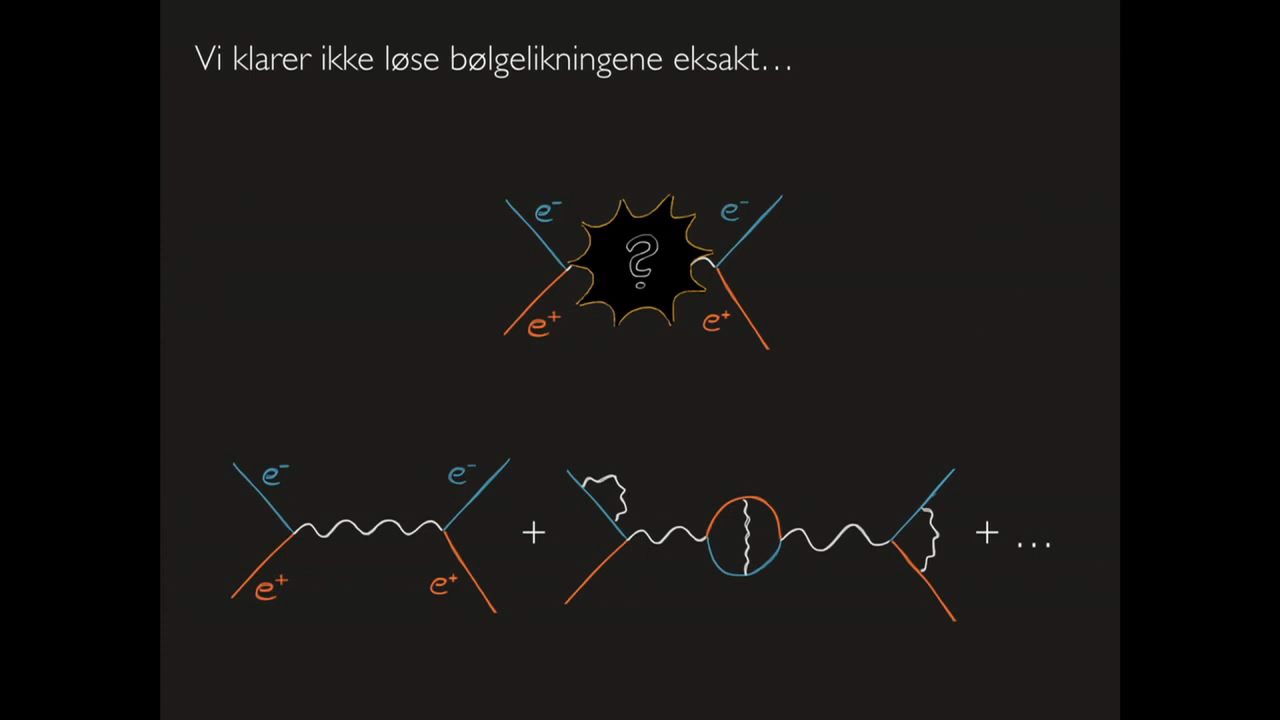 Vi klarer ikke løse bølgelikningene eksakt...
e⁻ e⁻
?
e⁺ e⁺
e⁻ e⁻
+ + ...
e⁺ e⁺